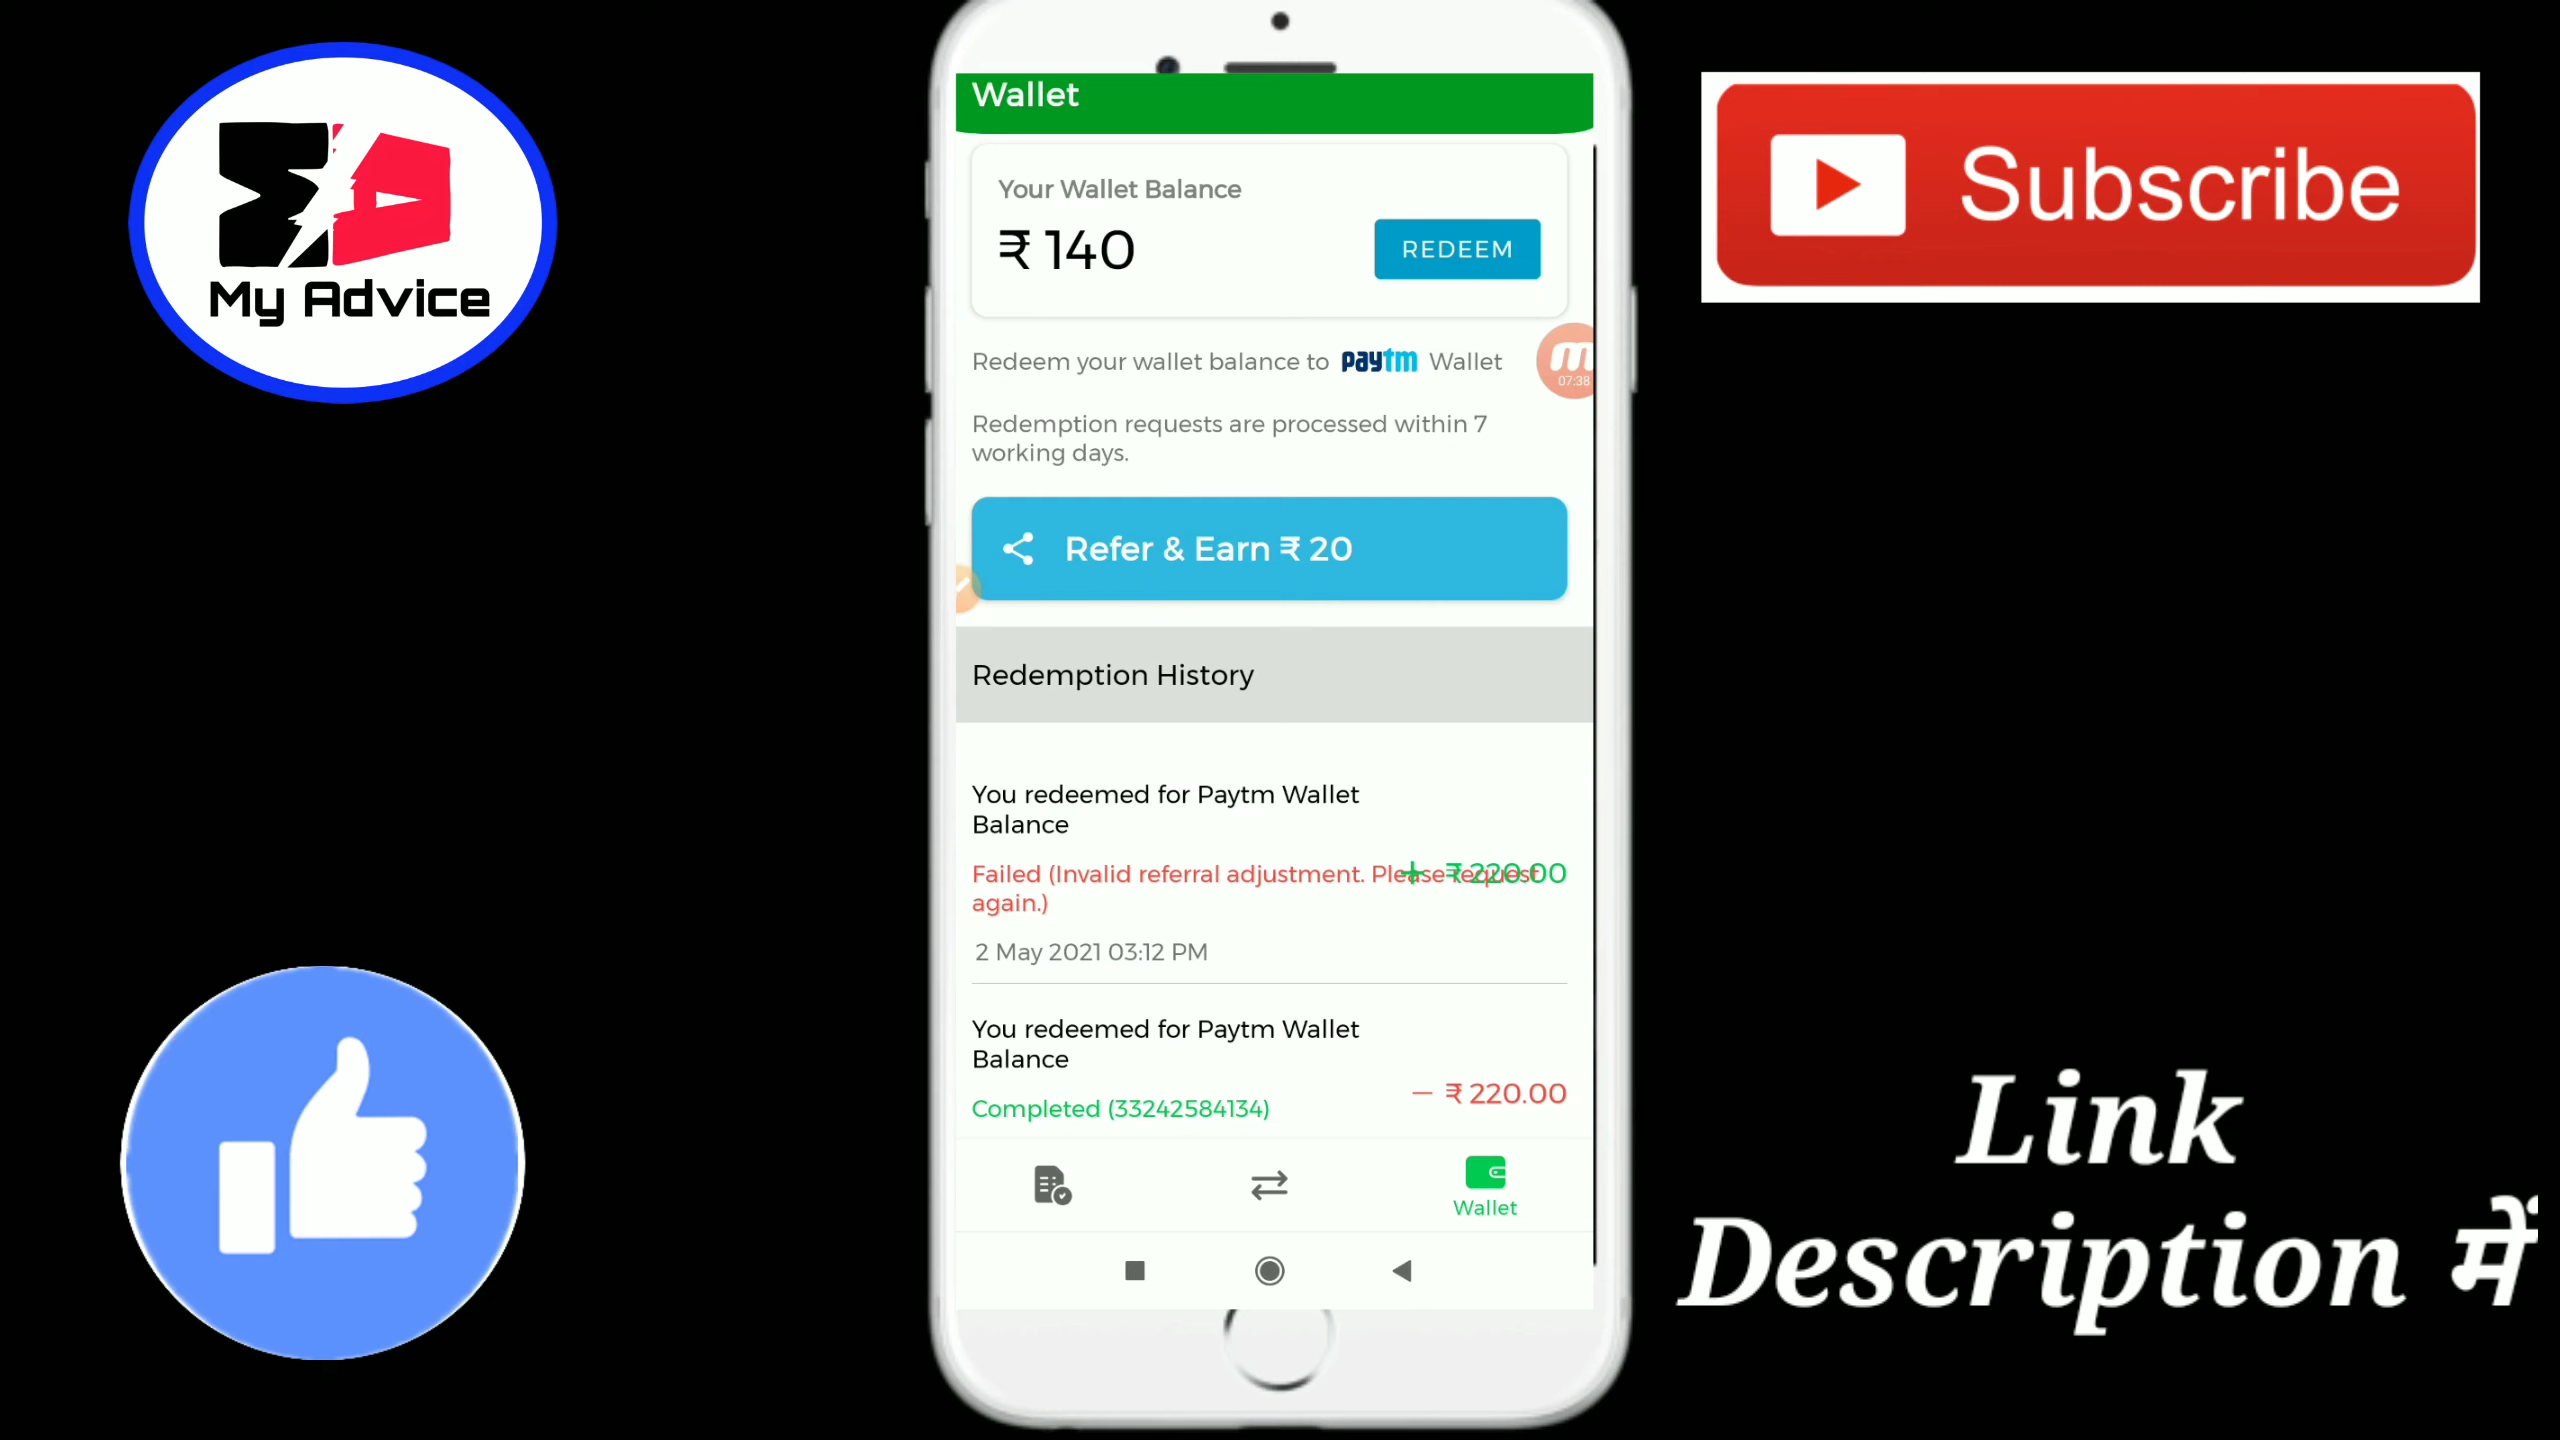 My Advice
Subscribe
Wallet
Your Wallet Balance
₹ 140
REDEEM
Redeem your wallet balance to paytm Wallet
07:38
Redemption requests are processed within 7
working days.
Refer & Earn ₹ 20
Redemption History
You redeemed for Paytm Wallet
Balance
Failed (Invalid referral adjustment. Please request
again.)
+ ₹ 220.00
2 May 2021 03:12 PM
You redeemed for Paytm Wallet
Balance
Completed (33242584134)
- ₹ 220.00
Wallet
Link
Description में